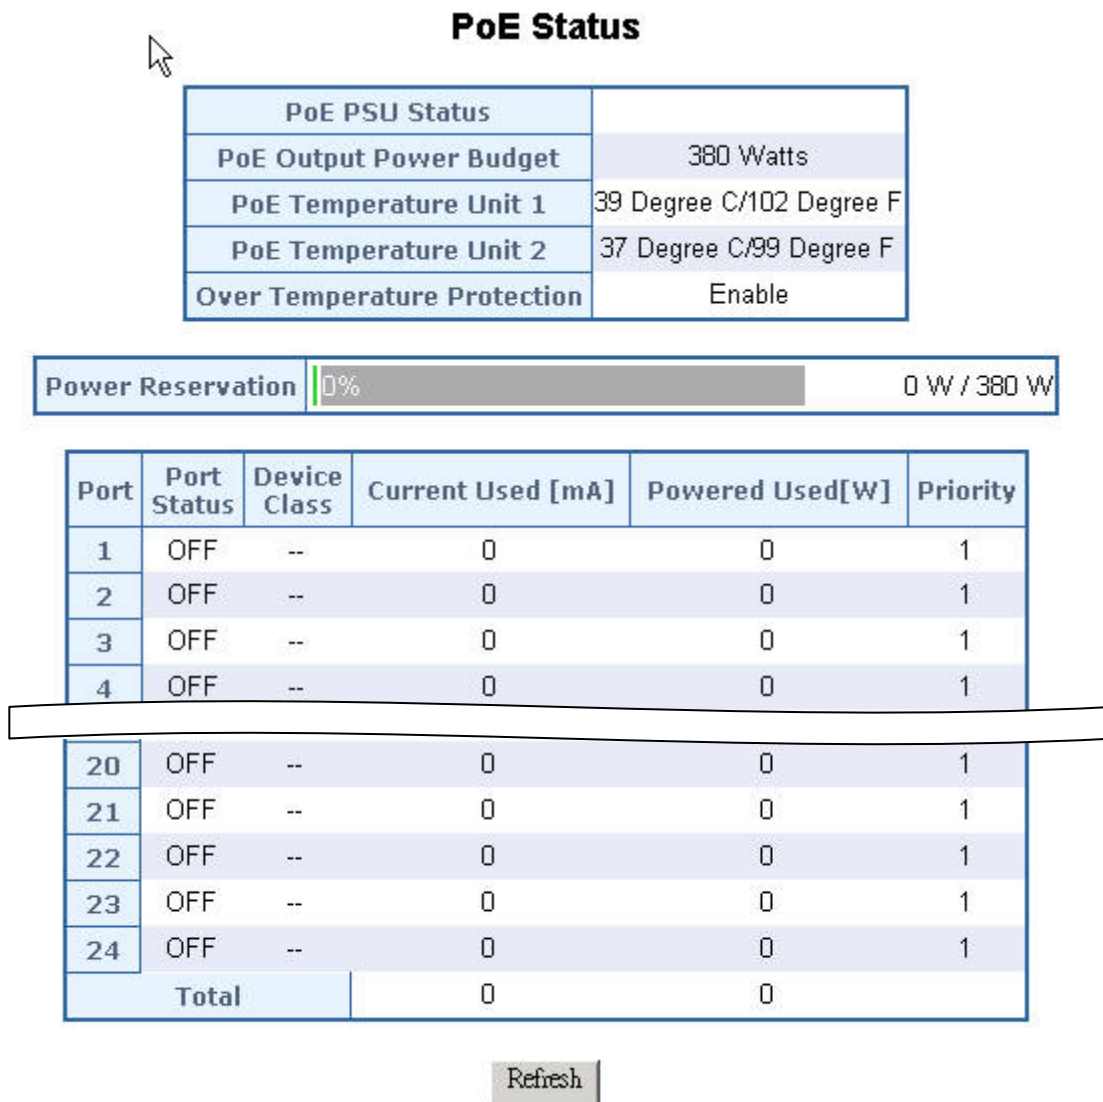 PoE Status
PoE PSU Status
PoE Output Power Budget 380 Watts
PoE Temperature Unit 1 39 Degree C/102 Degree F
PoE Temperature Unit 2 37 Degree C/99 Degree F
Over Temperature Protection Enable
Power Reservation 0% 0 W / 380 W
Port Port Status Device Class Current Used [mA] Powered Used[W] Priority
1 OFF -- 0 0 1
2 OFF -- 0 0 1
3 OFF -- 0 0 1
4 OFF -- 0 0 1
20 OFF -- 0 0 1
21 OFF -- 0 0 1
22 OFF -- 0 0 1
23 OFF -- 0 0 1
24 OFF -- 0 0 1
Total 0 0
Refresh